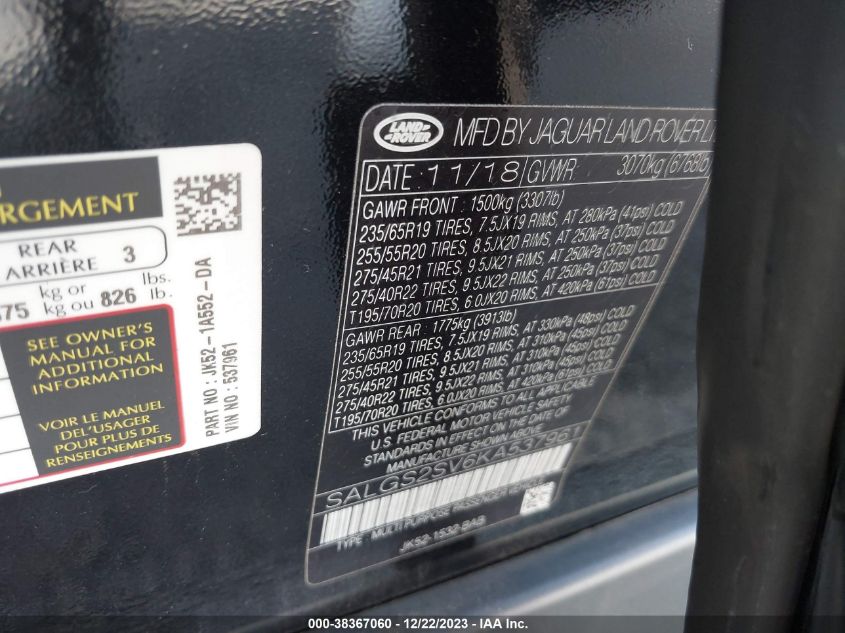 RGEMENT
REAR
ARRIÈRE 3
575 kg or
kg ou 826 lbs.
lb.
SEE OWNER'S
MANUAL FOR
ADDITIONAL
INFORMATION
VOIR LE MANUEL
DEL'USAGER
POUR PLUS DE
RENSEIGNEMENTS
PART NO : JK52-1A552-DA
VIN NO : 537961
LAND ROVER
MFD BY JAGUAR LAND ROVER
DATE: 11/18 GVWR 3070kg (6768lb
GAWR FRONT : 1500kg (3307lb)
235/65R19 TIRES, 7.5JX19 RIMS, AT 280kPa (41psi) COLD
255/55R20 TIRES, 8.5JX20 RIMS, AT 250kPa (37psi) COLD
275/45R21 TIRES, 9.5JX21 RIMS, AT 250kPa (37psi) COLD
275/40R22 TIRES, 9.5JX22 RIMS, AT 250kPa (37psi) COLD
T195/70R20 TIRES, 6.0JX20 RIMS, AT 420kPa (61psi) COLD
GAWR REAR : 1775kg (3913lb)
235/65R19 TIRES, 7.5JX19 RIMS, AT 330kPa (48psi) COLD
255/55R20 TIRES, 8.5JX20 RIMS, AT 310kPa (45psi) COLD
275/45R21 TIRES, 9.5JX21 RIMS, AT 310kPa (45psi) COLD
275/40R22 TIRES, 9.5JX22 RIMS, AT 310kPa (45psi) COLD
T195/70R20 TIRES, 6.0JX20 RIMS, AT 420kPa (61psi) COLD
THIS VEHICLE CONFORMS TO ALL APPLICABLE
U.S. FEDERAL MOTOR VEHICLE SAFETY
STANDARDS IN EFFECT ON THE DATE OF
MANUFACTURE SHOWN ABOVE.
SALGS2SV6KA537961
TYPE : MULTI PURPOSE PASSENGER VEHICLE
JK52-1532-BAB
000-38367060 - 12/22/2023 - IAA Inc.